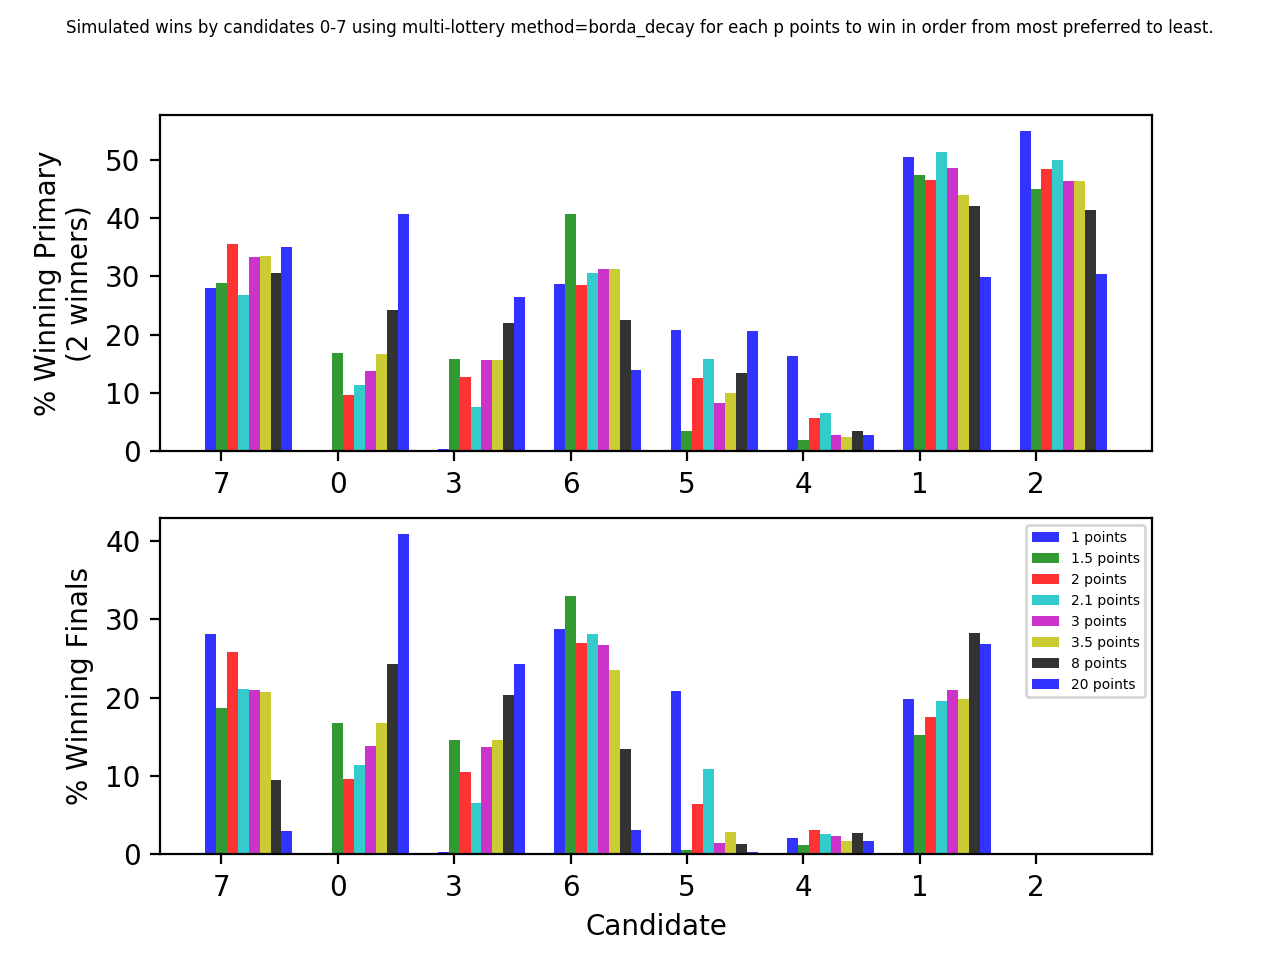 Simulated wins by candidates 0-7 using multi-lottery method=borda_decay for each p points to win in order from most preferred to least.
% Winning Primary
(2 winners)
50
40
30
20
10
0
7 0 3 6 5 4 1 2
% Winning Finals
40
30
20
10
0
1 points
1.5 points
2 points
2.1 points
3 points
3.5 points
8 points
20 points
7 0 3 6 5 4 1 2
Candidate